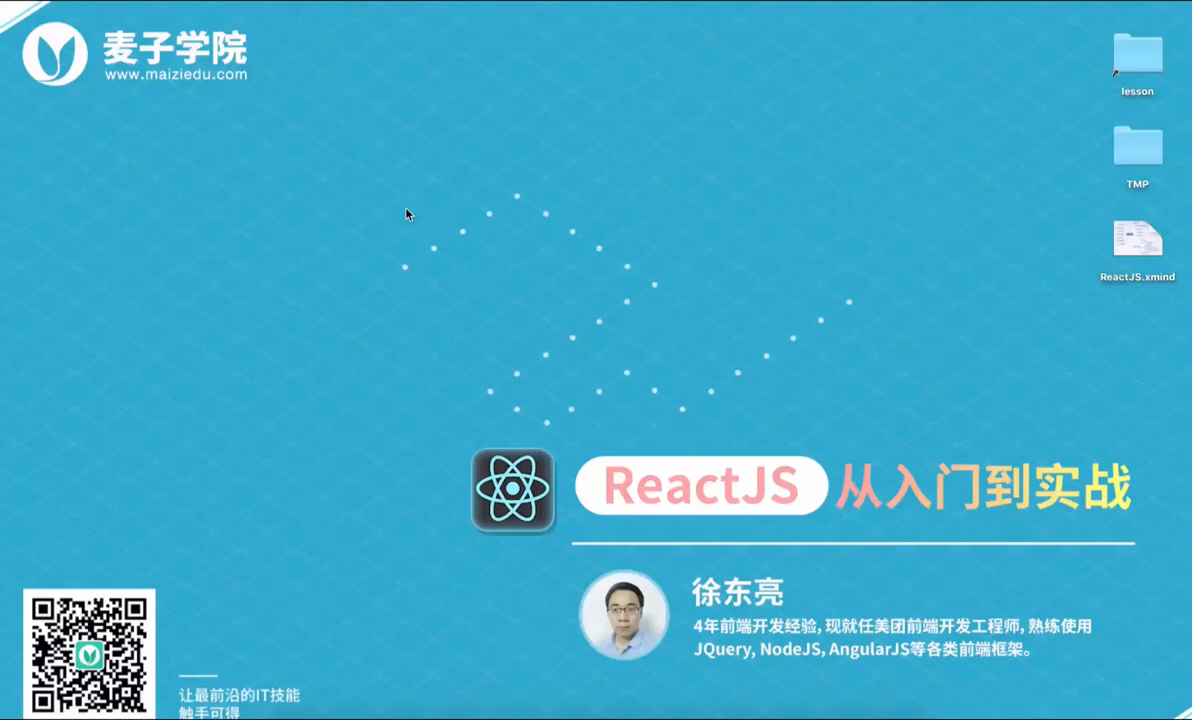 麦子学院
www.maiziedu.com
lesson
TMP
ReactJS.xmind
ReactJS 从入门到实战
徐东亮
4年前端开发经验, 现就任美团前端开发工程师, 熟练使用
JQuery, NodeJS, AngularJS等各类前端框架。
让最前沿的IT技能
触手可得